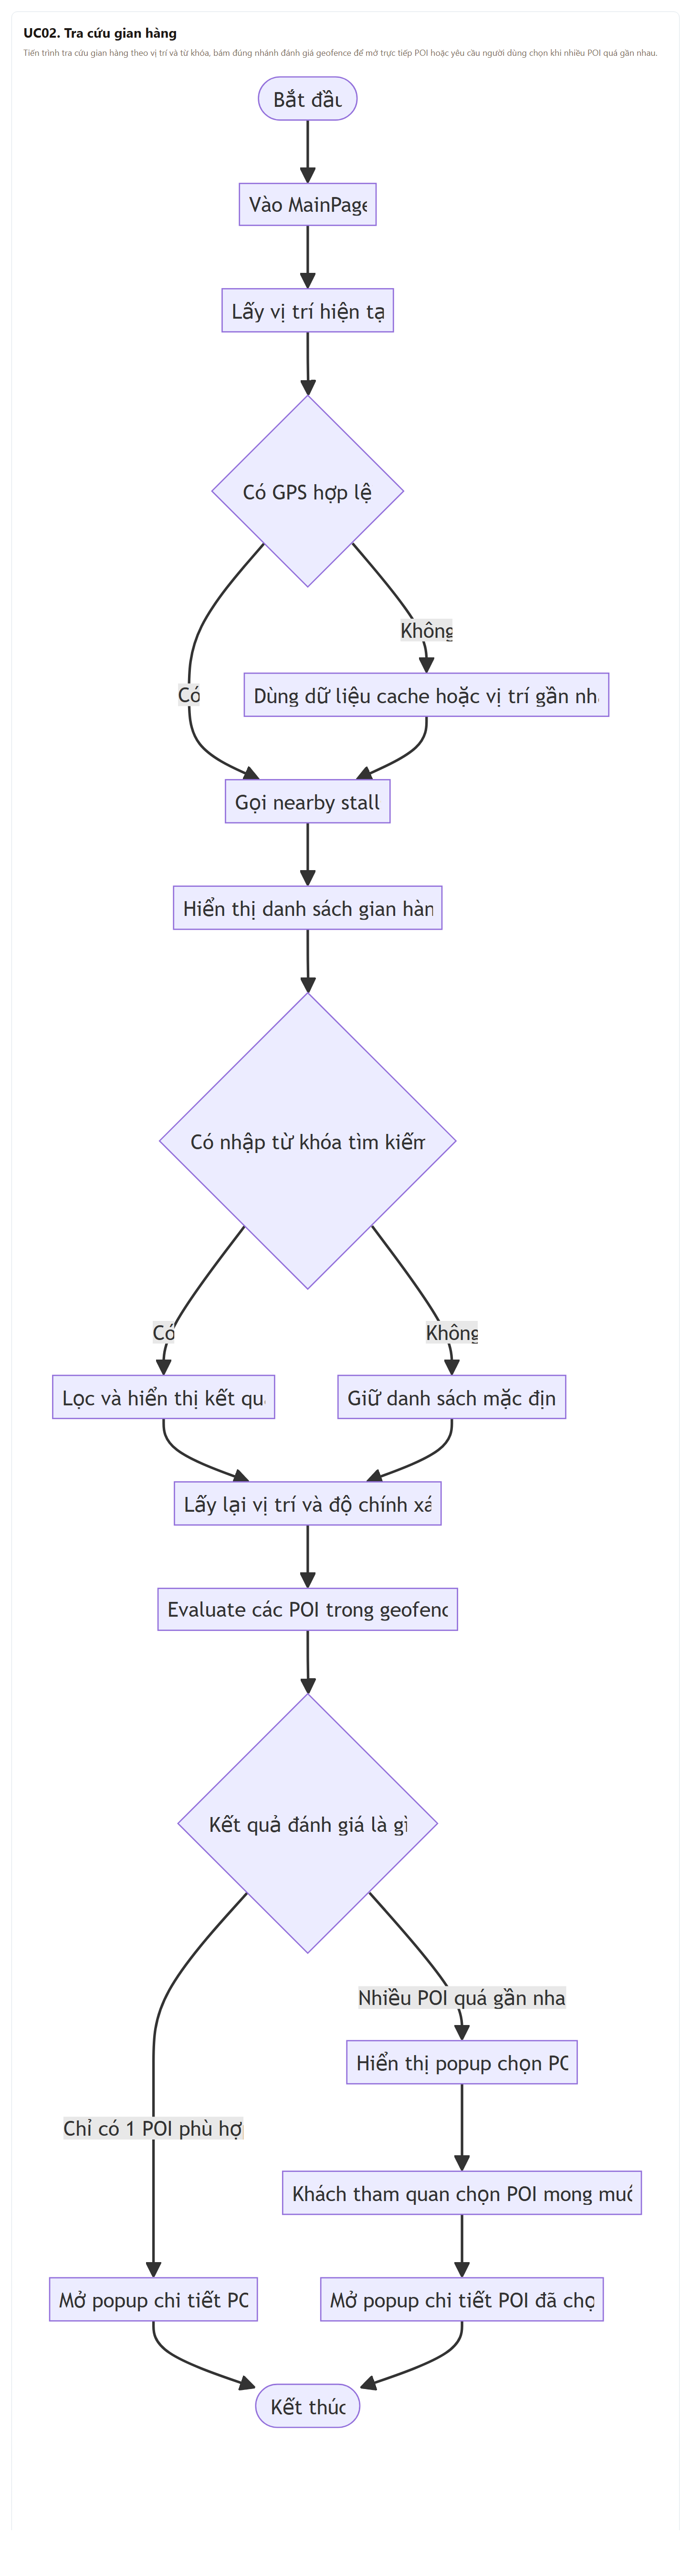 UC02. Tra cứu gian hàng
Tiến trình tra cứu gian hàng theo vị trí và từ khóa, bám đúng nhánh đánh giá geofence để mở trực tiếp POI hoặc yêu cầu người dùng chọn khi nhiều POI quá gần nhau.
Bắt đầu
Vào MainPage
Lấy vị trí hiện tạ
Có GPS hợp lệ
Không
Có
Dùng dữ liệu cache hoặc vị trí gần nh
Gọi nearby stall
Hiển thị danh sách gian hàn
Có nhập từ khóa tìm kiếm
Có
Không
Lọc và hiển thị kết qu
Giữ danh sách mặc địn
Lấy lại vị trí và độ chính xá
Evaluate các POI trong geofenc
Kết quả đánh giá là gì
Nhiều POI quá gần nha
Hiển thị popup chọn PO
Chỉ có 1 POI phù hợ
Khách tham quan chọn POI mong muố
Mở popup chi tiết PO
Mở popup chi tiết POI đã chọ
Kết thúc